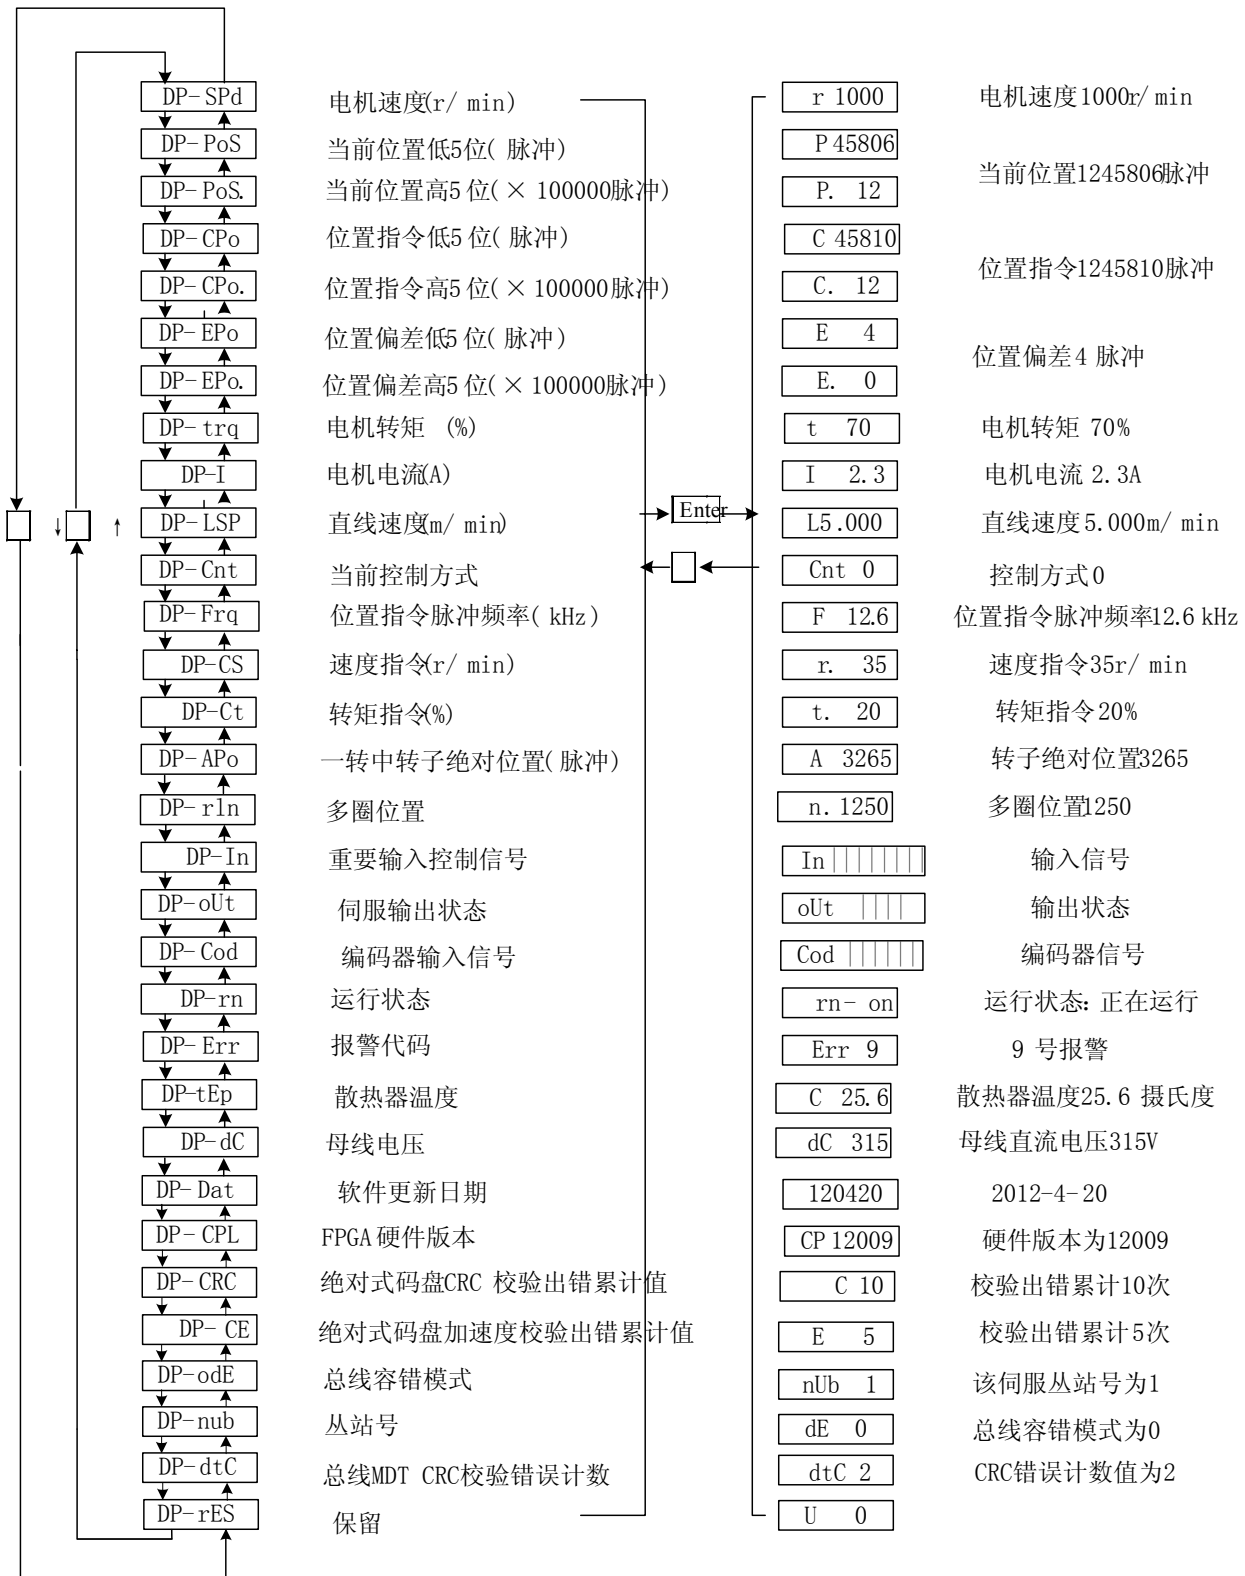 DP-SPd 电机速度(r/min) r 1000 电机速度1000r/min
DP-PoS 当前位置低5位(脉冲) P 45806
当前位置1245806脉冲
DP-PoS. 当前位置高5位(×100000脉冲) P. 12
DP-CPo 位置指令低5位(脉冲) C 45810
位置指令1245810脉冲
DP-CPo. 位置指令高5位(×100000脉冲) C. 12
DP-EPo 位置偏差低5位(脉冲) E 4
位置偏差4脉冲
DP-EPo. 位置偏差高5位(×100000脉冲) E. 0
DP-trq 电机转矩 (%) t 70 电机转矩 70%
DP-I 电机电流(A) I 2.3 电机电流 2.3A
↓ ↑ DP-LSP 直线速度(m/min) Enter L5.000 直线速度5.000m/min
DP-Cnt 当前控制方式 Cnt 0 控制方式0
DP-Frq 位置指令脉冲频率(kHz) F 12.6 位置指令脉冲频率12.6 kHz
DP-CS 速度指令(r/min) r. 35 速度指令35r/min
DP-Ct 转矩指令(%) t. 20 转矩指令20%
DP-APo 一转中转子绝对位置(脉冲) A 3265 转子绝对位置3265
DP-rln 多圈位置 n. 1250 多圈位置1250
DP-In 重要输入控制信号 In 输入信号
DP-oUt 伺服输出状态 oUt 输出状态
DP-Cod 编码器输入信号 Cod 编码器信号
DP-rn 运行状态 rn-on 运行状态:正在运行
DP-Err 报警代码 Err 9 9 号报警
DP-tEp 散热器温度 C 25.6 散热器温度25.6 摄氏度
DP-dC 母线电压 dC 315 母线直流电压315V
DP-Dat 软件更新日期 120420 2012-4-20
DP-CPL FPGA硬件版本 CP 12009 硬件版本为12009
DP-CRC 绝对式码盘CRC 校验出错累计值 C 10 校验出错累计10次
DP-CE 绝对式码盘加速度校验出错累计值 E 5 校验出错累计5次
DP-odE 总线容错模式 nUb 1 该伺服丛站号为1
DP-nub 丛站号 dE 0 总线容错模式为0
DP-dtC 总线MDT CRC校验错误计数 dtC 2 CRC错误计数值为2
DP-rES 保留 U 0